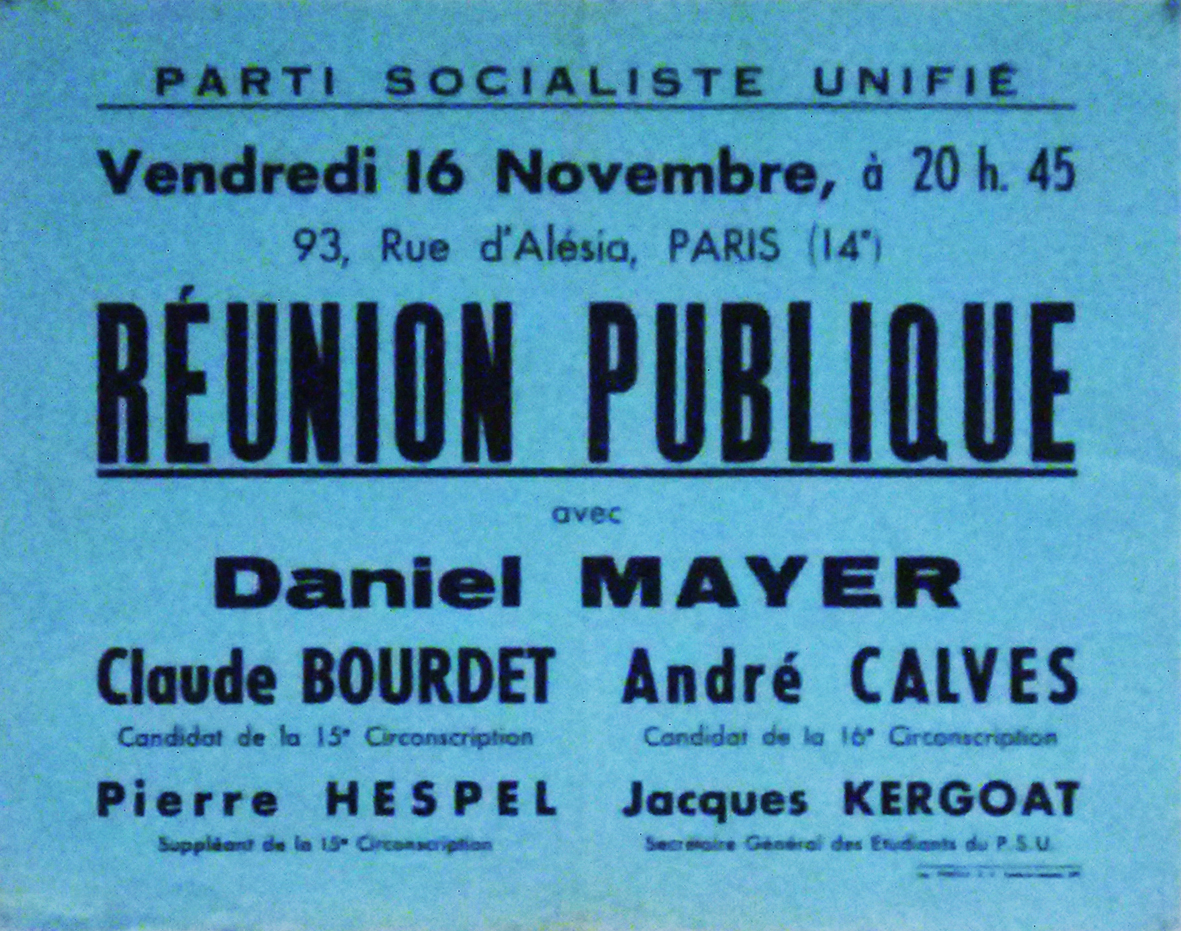 PARTI SOCIALISTE UNIFIÉ
Vendredi 16 Novembre, à 20 h. 45
93, Rue d'Alésia, PARIS (14e)
RÉUNION PUBLIQUE
avec
Daniel MAYER
Claude BOURDET André CALVES
Candidat de la 15e Circonscription Candidat de la 16e Circonscription
Pierre HESPEL Jacques KERGOAT
Suppléant de la 15e Circonscription Secrétaire Général des Etudiants du P.S.U.